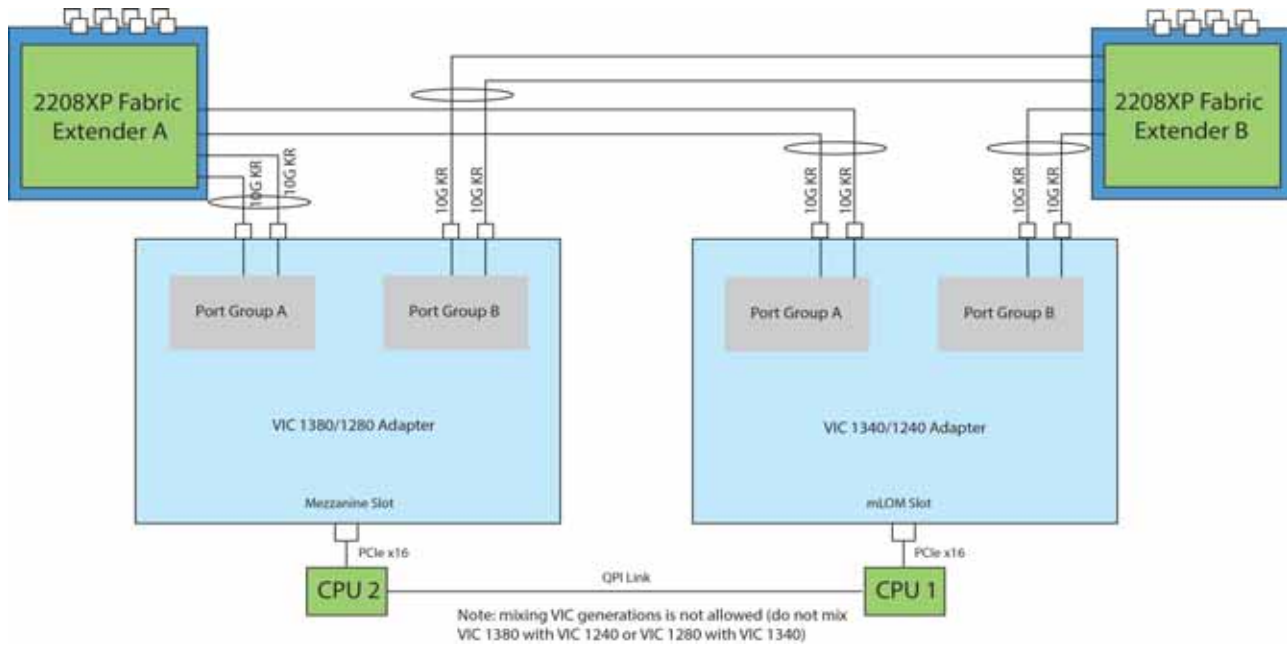 2208XP Fabric
Extender A
2208XP Fabric
Extender B
10G KR
10G KR
10G KR
10G KR
10G KR
10G KR
10G KR
10G KR
Port Group A
Port Group B
Port Group A
Port Group B
VIC 1380/1280 Adapter
VIC 1340/1240 Adapter
Mezzanine Slot
mLOM Slot
PCIe x16
PCIe x16
CPU 2
QPI Link
CPU 1
Note: mixing VIC generations is not allowed (do not mix
VIC 1380 with VIC 1240 or VIC 1280 with VIC 1340)